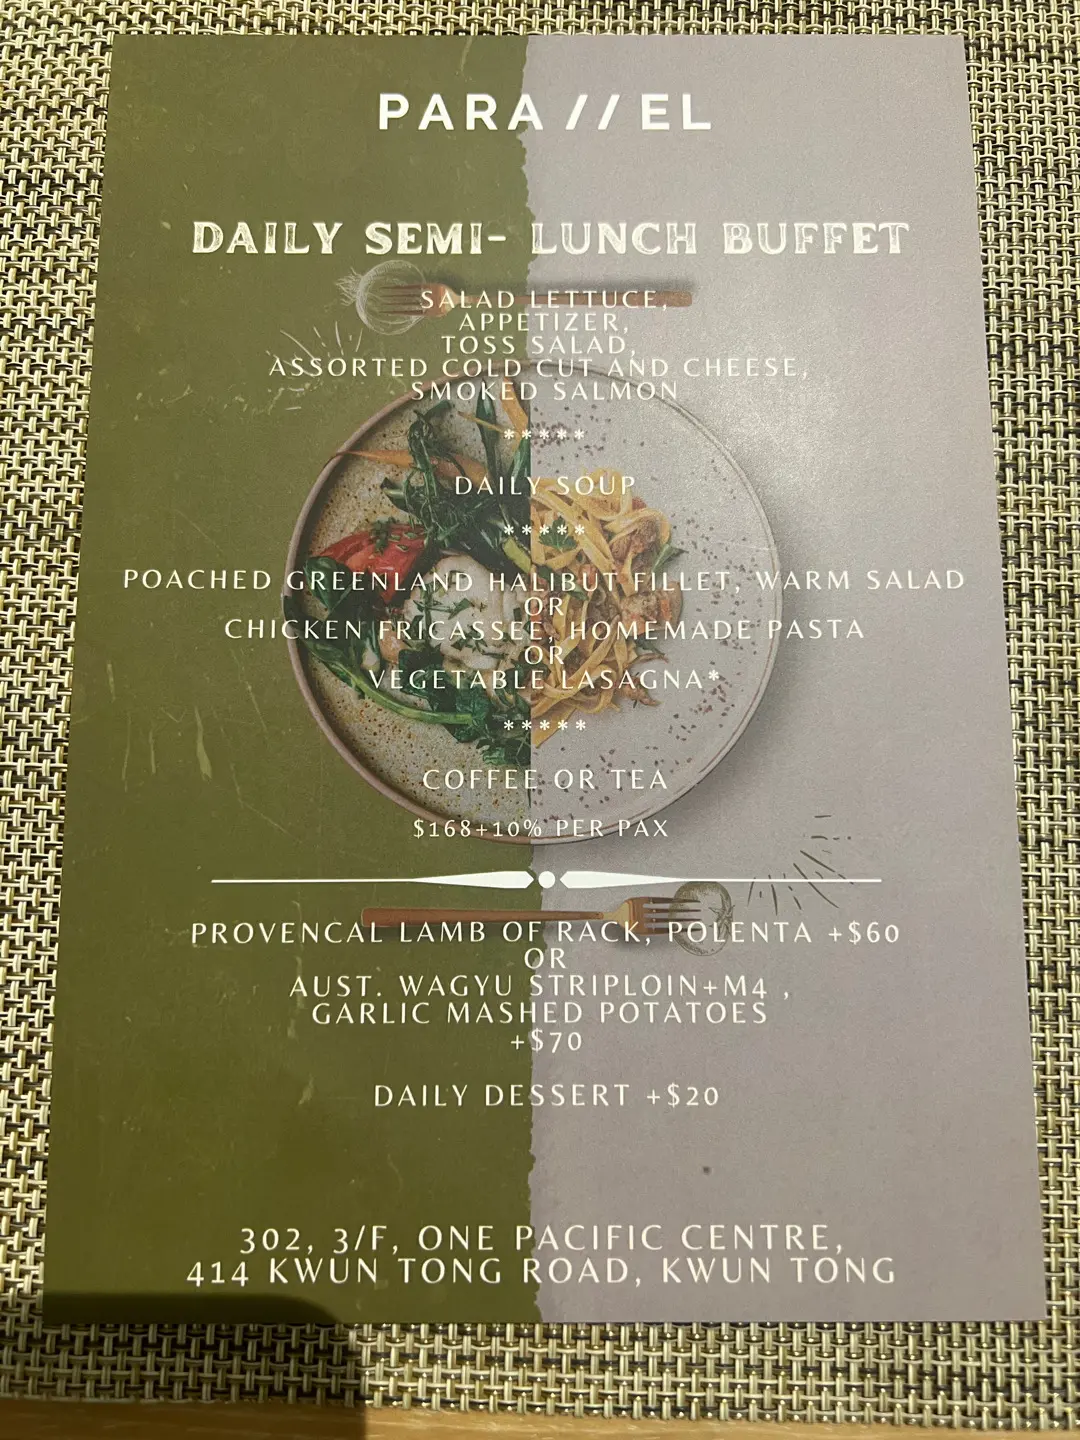 PARA//EL
DAILY SEMI- LUNCH BUFFET
SALAD LETTUCE,
APPETIZER,
TOSS SALAD,
ASSORTED COLD CUT AND CHEESE,
SMOKED SALMON
*****
DAILY SOUP
*****
POACHED GREENLAND HALIBUT FILLET, WARM SALAD
OR
CHICKEN FRICASSEE, HOMEMADE PASTA
OR
VEGETABLE LASAGNA*
*****
COFFEE OR TEA
$168+10% PER PAX
PROVENCAL LAMB OF RACK, POLENTA +$60
OR
AUST. WAGYU STRIPLOIN+M4 ,
GARLIC MASHED POTATOES
+$70
DAILY DESSERT +$20
302, 3/F, ONE PACIFIC CENTRE,
414 KWUN TONG ROAD, KWUN TONG